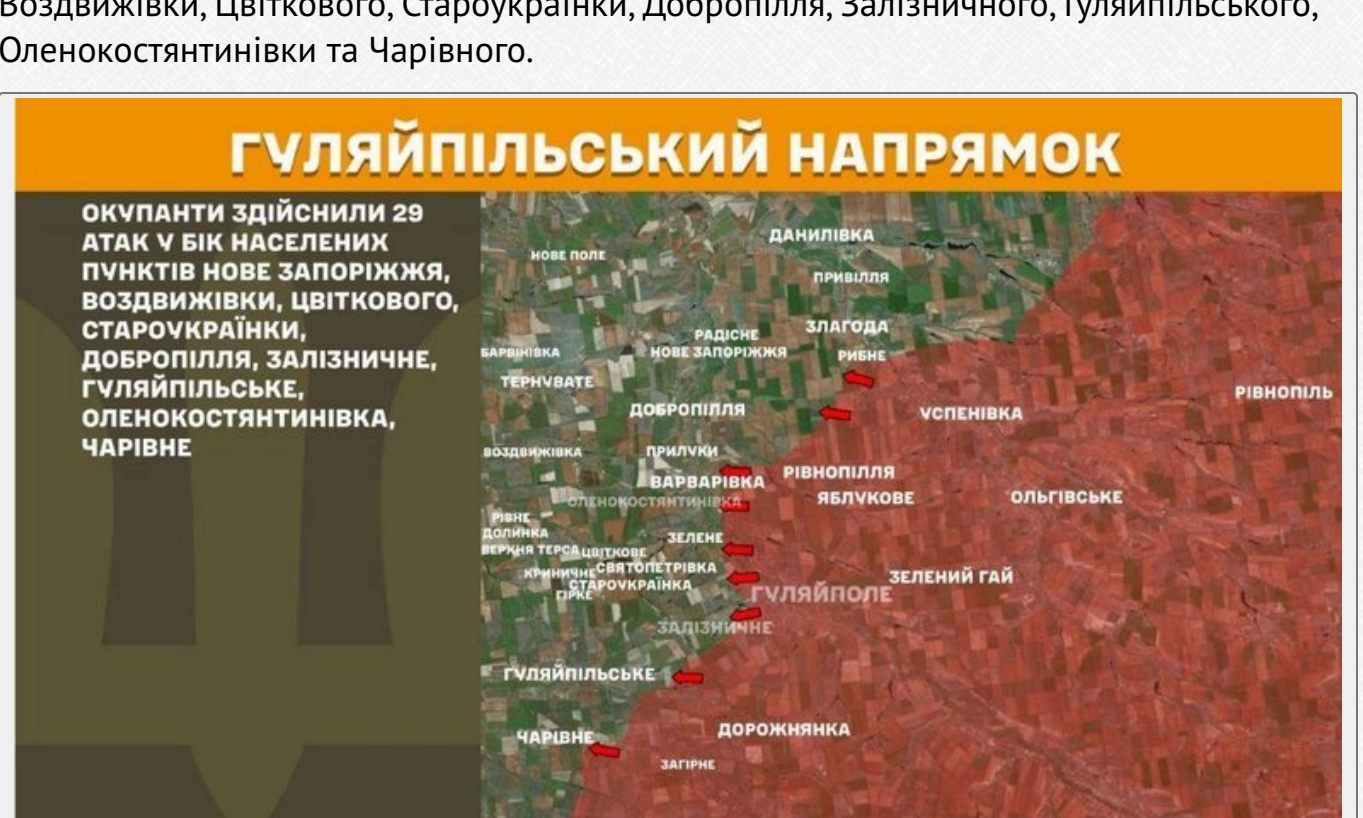 Воздвижівки, Цвіткового, Староукраїнки, Добропілля, Залізничного, Гуляйпільського,
Оленокостянтинівки та Чарівного.
ГУЛЯЙПІЛЬСЬКИЙ НАПРЯМОК
ОКУПАНТИ ЗДІЙСНИЛИ 29
АТАК У БІК НАСЕЛЕНИХ
ПУНКТІВ НОВЕ ЗАПОРІЖЖЯ,
ВОЗДВИЖІВКИ, ЦВІТКОВОГО,
СТАРОУКРАЇНКИ,
ДОБРОПІЛЛЯ, ЗАЛІЗНИЧНЕ,
ГУЛЯЙПІЛЬСЬКЕ,
ОЛЕНОКОСТЯНТИНІВКА,
ЧАРІВНЕ
ДАНИЛІВКА
НОВЕ ПОЛЕ
ПРИВІЛЛЯ
ЗЛАГОДА
РАДІСНЕ
БАРВІНІВКА
НОВЕ ЗАПОРІЖЖЯ
РИБНЕ
ТЕРНУВАТЕ
РІВНОПІЛЬ
ДОБРОПІЛЛЯ
УСПЕНІВКА
ВОЗДВИЖІВКА
ПРИЛУКИ
РІВНОПІЛЛЯ
ВАРВАРІВКА
ОЛЕНОКОСТЯНТИНІВКА
ЯБЛУКОВЕ
ОЛЬГІВСЬКЕ
РІВНЕ
ДОЛИНКА
ЗЕЛЕНЕ
ВЕРХНЯ ТЕРСА
ЦВІТКОВЕ
СВЯТОПЕТРІВКА
КРИНИЧНЕ
СТАРОУКРАЇНКА
ЗЕЛЕНИЙ ГАЙ
ГІРКЕ
ГУЛЯЙПОЛЕ
ЗАЛІЗНИЧНЕ
ГУЛЯЙПІЛЬСЬКЕ
ДОРОЖНЯНКА
ЧАРІВНЕ
ЗАГІРНЕ